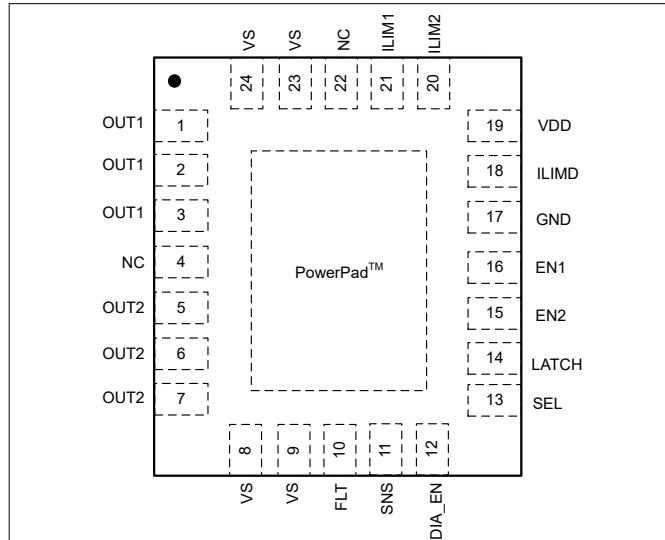 VS
VS
NC
ILIM1
ILIM2
24
23
22
21
20
OUT1 1
OUT1 2
OUT1 3
NC 4
OUT2 5
OUT2 6
OUT2 7
PowerPad™
19 VDD
18 ILIMD
17 GND
16 EN1
15 EN2
14 LATCH
13 SEL
8
9
10
11
12
VS
VS
FLT
SNS
DIA_EN